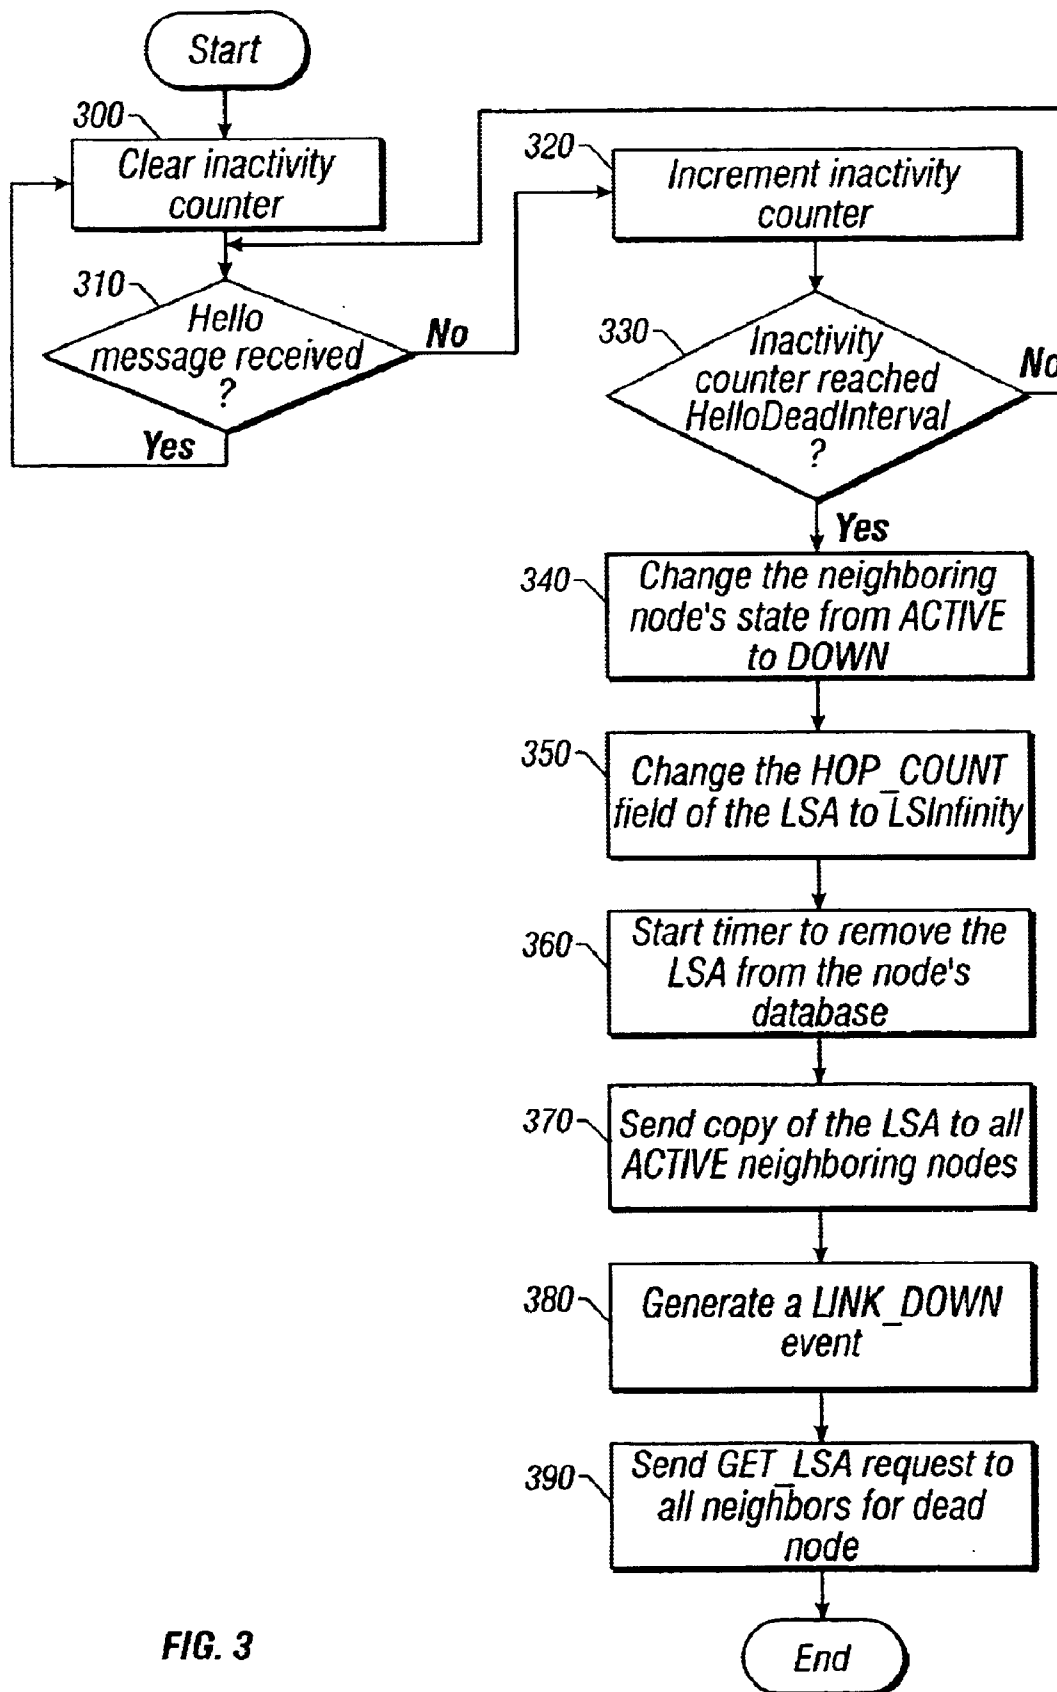 Start
300
Clear inactivity
counter
310
Hello
message received
?
No
Yes
320
Increment inactivity
counter
330
Inactivity
counter reached
HelloDeadInterval
?
No
Yes
340
Change the neighboring
node's state from ACTIVE
to DOWN
350
Change the HOP_COUNT
field of the LSA to LSInfinity
360
Start timer to remove the
LSA from the node's
database
370
Send copy of the LSA to all
ACTIVE neighboring nodes
380
Generate a LINK_DOWN
event
390
Send GET_LSA request to
all neighbors for dead
node
End
FIG. 3